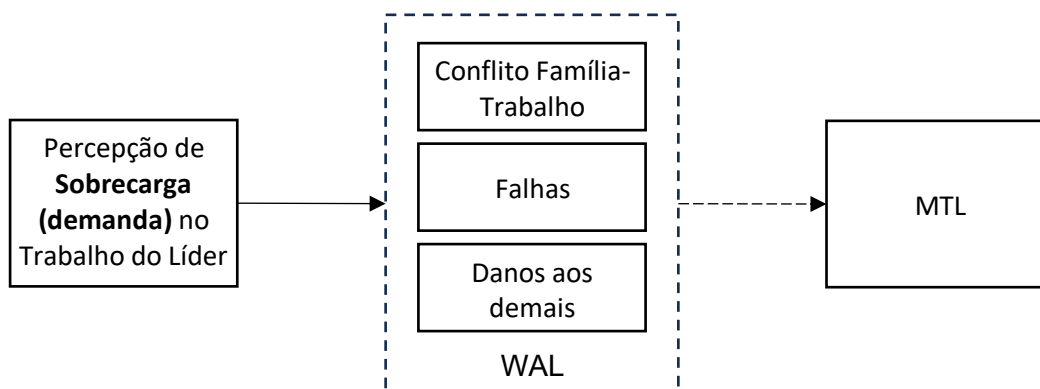 Percepção de
Sobrecarga
(demanda) no
Trabalho do Líder
Conflito Família-
Trabalho
Falhas
Danos aos
demais
WAL
MTL